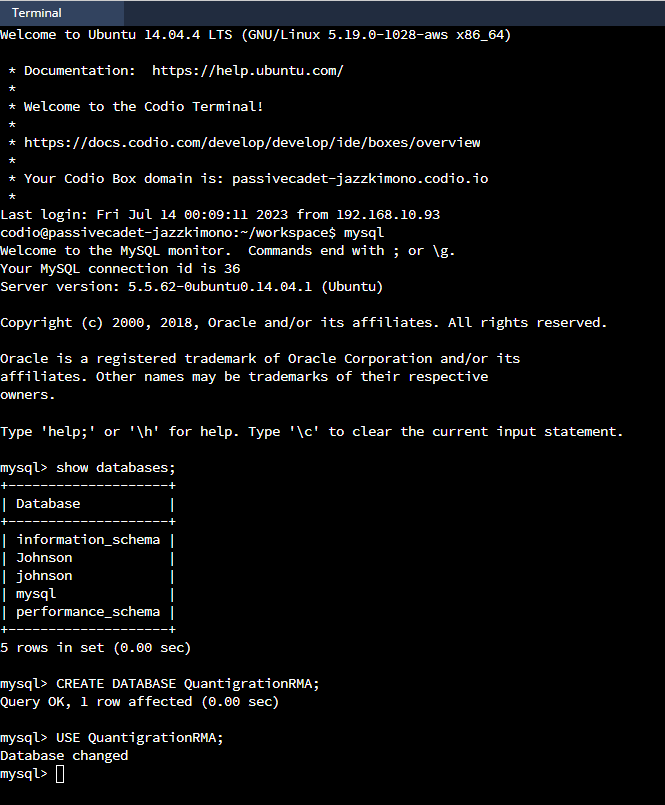 Terminal
Welcome to Ubuntu 14.04.4 LTS (GNU/Linux 5.19.0-1028-aws x86_64)
* Documentation:  https://help.ubuntu.com/
*
* Welcome to the Codio Terminal!
*
* https://docs.codio.com/develop/develop/ide/boxes/overview
*
* Your Codio Box domain is: passivecadet-jazzkimono.codio.io
*
Last login: Fri Jul 14 00:09:11 2023 from 192.168.10.93
codio@passivecadet-jazzkimono:~/workspace$ mysql
Welcome to the MySQL monitor.  Commands end with ; or \g.
Your MySQL connection id is 36
Server version: 5.5.62-0ubuntu0.14.04.1 (Ubuntu)
Copyright (c) 2000, 2018, Oracle and/or its affiliates. All rights reserved.
Oracle is a registered trademark of Oracle Corporation and/or its
affiliates. Other names may be trademarks of their respective
owners.
Type 'help;' or '\h' for help. Type '\c' to clear the current input statement.
mysql> show databases;
+--------------------+
| Database           |
+--------------------+
| information_schema |
| Johnson            |
| johnson            |
| mysql              |
| performance_schema |
+--------------------+
5 rows in set (0.00 sec)
mysql> CREATE DATABASE QuantigrationRMA;
Query OK, 1 row affected (0.00 sec)
mysql> USE QuantigrationRMA;
Database changed
mysql>